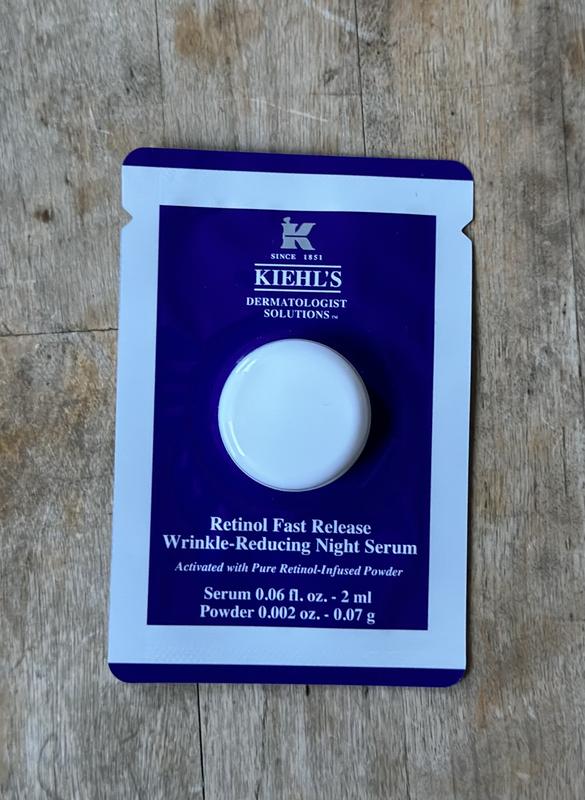 K
SINCE 1851
KIEHL'S
DERMATOLOGIST
SOLUTIONS™
Retinol Fast Release
Wrinkle-Reducing Night Serum
Activated with Pure Retinol-Infused Powder
Serum 0.06 fl. oz. - 2 ml
Powder 0.002 oz. - 0.07 g